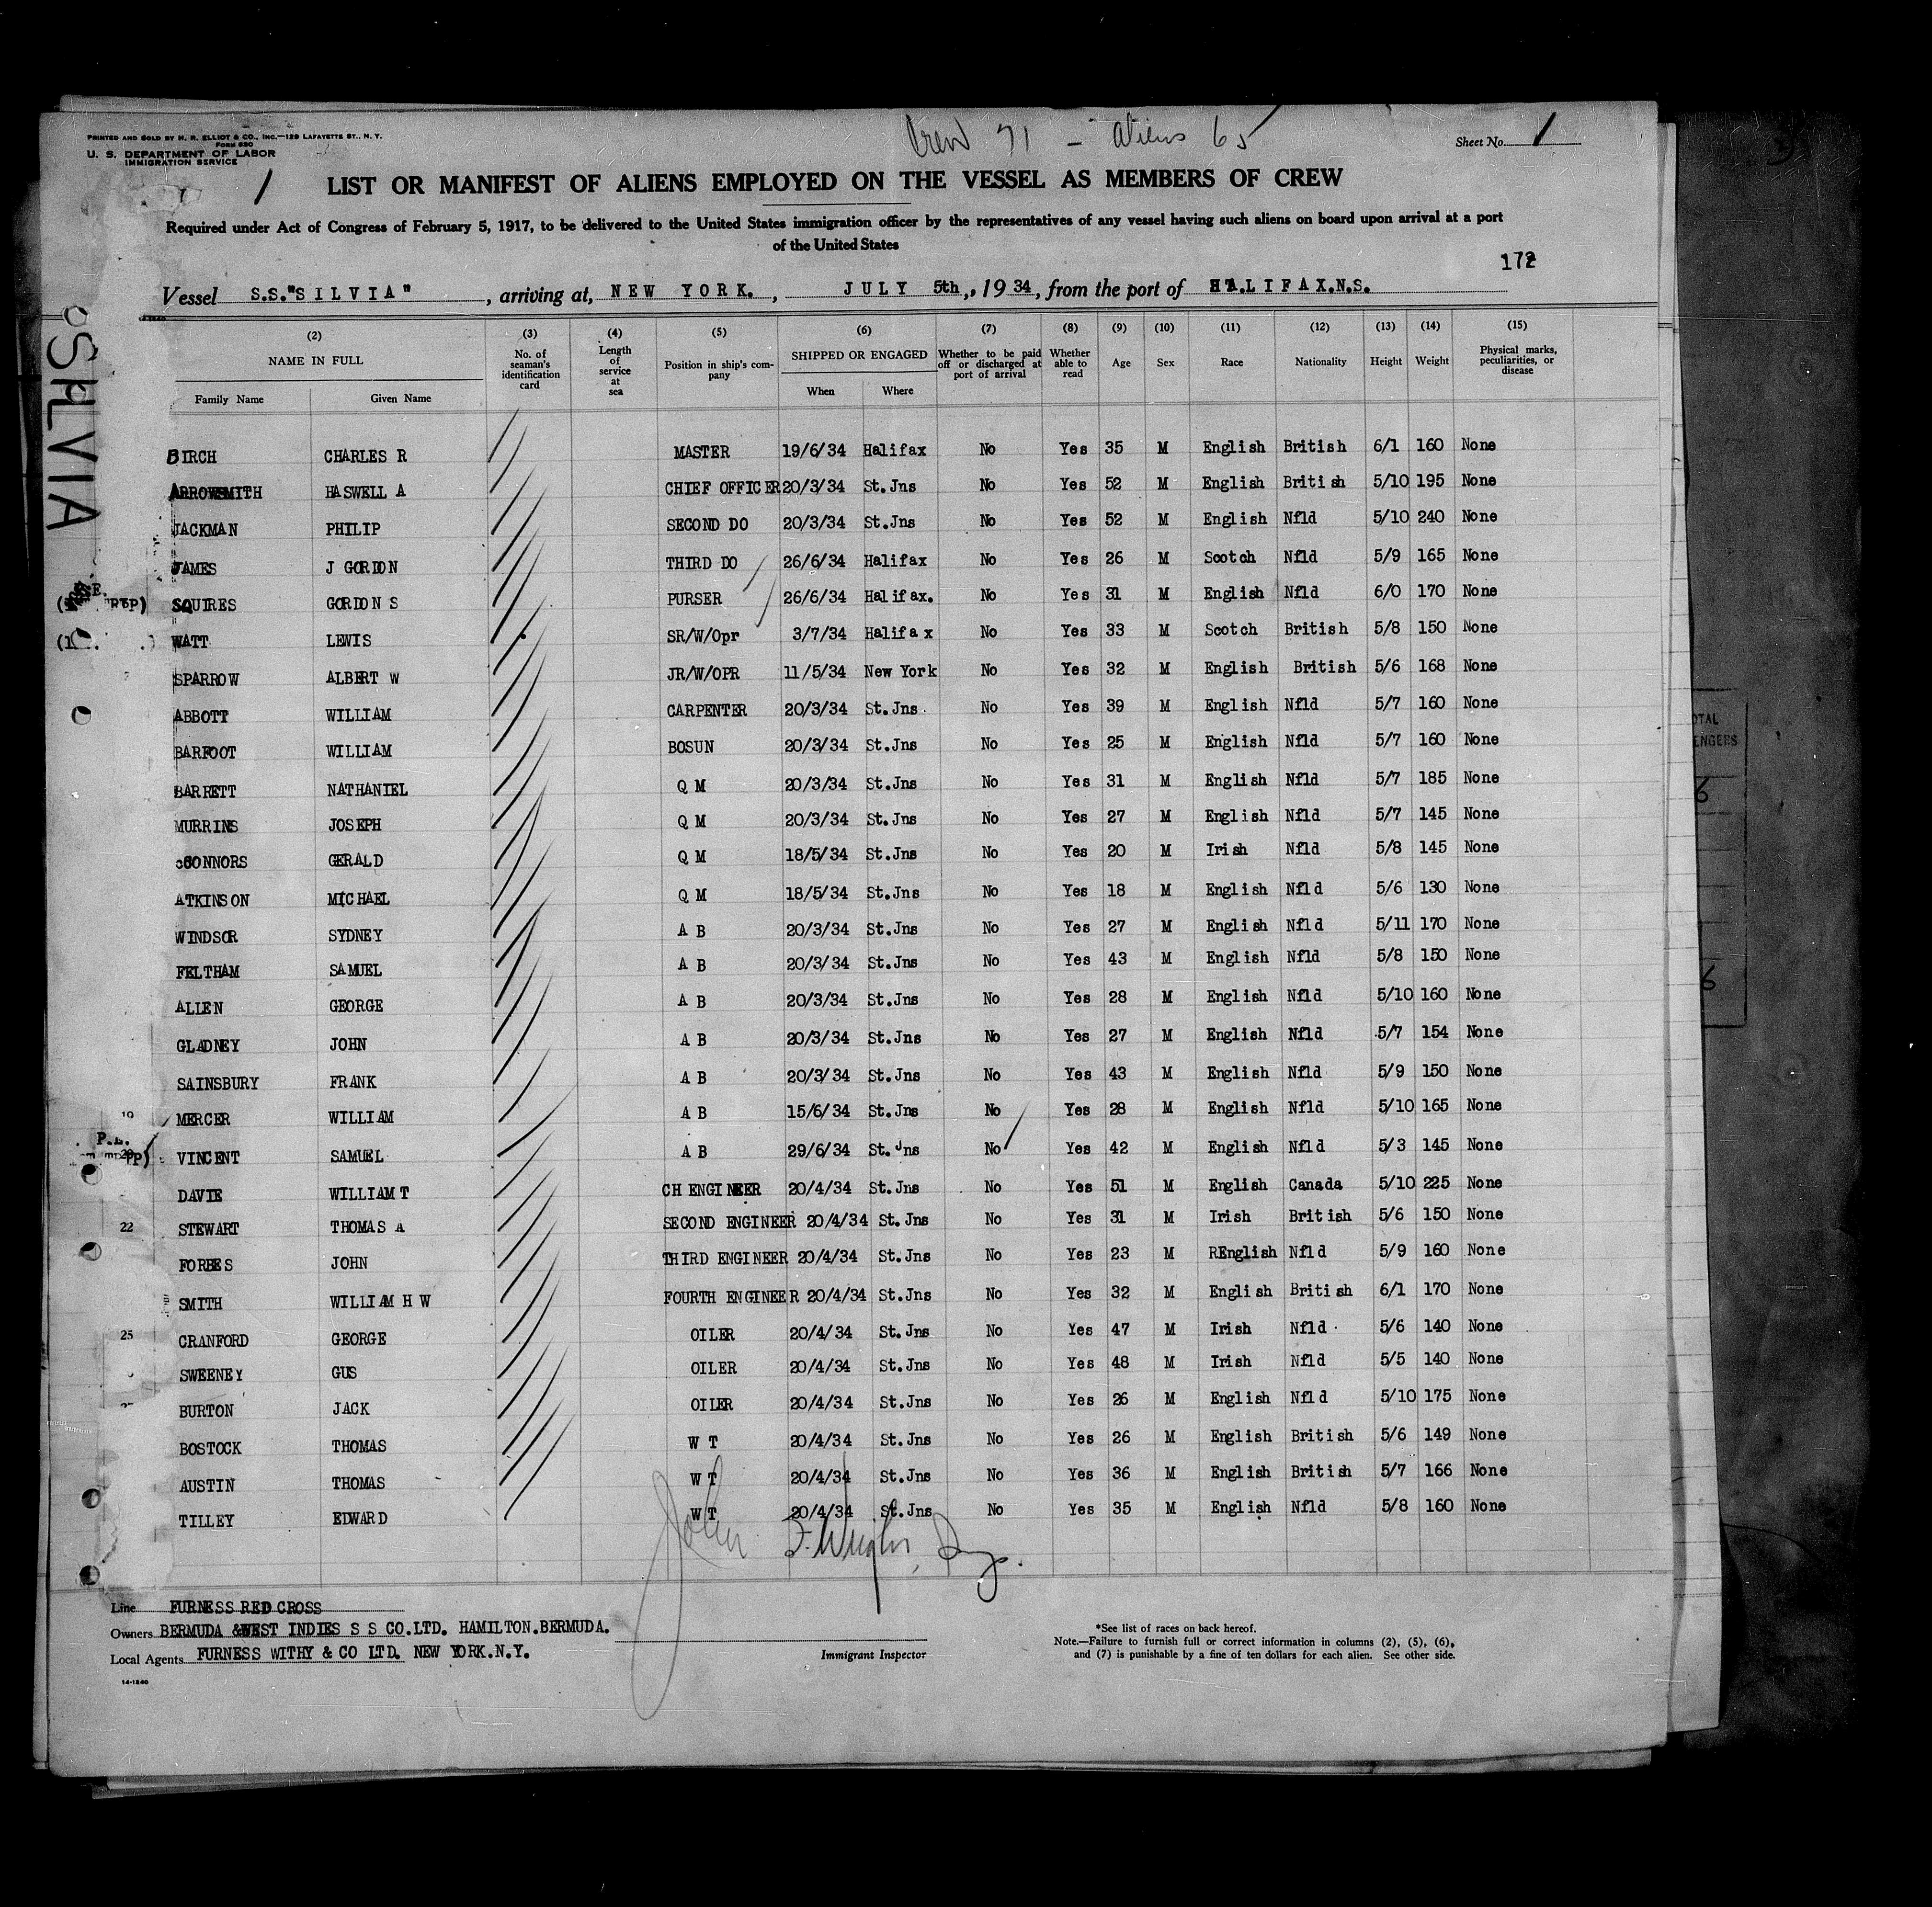 PRINTED AND SOLD BY H. R. ELLIOT & CO., INC.—129 LAFAYETTE ST., N. Y.
FORM 680
U. S. DEPARTMENT OF LABOR
IMMIGRATION SERVICE
Crew 71 - aliens 65
Sheet No. 1
1
LIST OR MANIFEST OF ALIENS EMPLOYED ON THE VESSEL AS MEMBERS OF CREW
Required under Act of Congress of February 5, 1917, to be delivered to the United States immigration officer by the representatives of any vessel having such aliens on board upon arrival at a port
of the United States
172
Vessel S.S."SILVIA", arriving at, NEW YORK., JULY 5th,, 1934, from the port of HALIFAX.N.S.
SILVIA
(2) (3) (4) (5) (6) (7) (8) (9) (10) (11) (12) (13) (14) (15)
NAME IN FULL No. of seaman's identification card Length of service at sea Position in ship's company SHIPPED OR ENGAGED Whether to be paid off or discharged at port of arrival Whether able to read Age Sex Race Nationality Height Weight Physical marks, peculiarities, or disease
Family Name Given Name When Where
BIRCH CHARLES R MASTER 19/6/34 Halifax No Yes 35 M English British 6/1 160 None
ARROWSMITH HASWELL A CHIEF OFFICER 20/3/34 St.Jns No Yes 52 M English British 5/10 195 None
JACKMAN PHILIP SECOND DO 20/3/34 St.Jns No Yes 52 M English Nfld 5/10 240 None
JAMES J GORDON THIRD DO 26/6/34 Halifax No Yes 26 M Scotch Nfld 5/9 165 None
SQUIRES GORDON S PURSER 26/6/34 Halifax. No Yes 31 M English Nfld 6/0 170 None
WATT LEWIS SR/W/Opr 3/7/34 Halifax No Yes 33 M Scotch British 5/8 150 None
SPARROW ALBERT W JR/W/OPR 11/5/34 New York No Yes 32 M English British 5/6 168 None
ABBOTT WILLIAM CARPENTER 20/3/34 St.Jns No Yes 39 M English Nfld 5/7 160 None
BARFOOT WILLIAM BOSUN 20/3/34 St.Jns No Yes 25 M English Nfld 5/7 160 None
BARRETT NATHANIEL Q M 20/3/34 St.Jns No Yes 31 M English Nfld 5/7 185 None
MURRINS JOSEPH Q M 20/3/34 St.Jns No Yes 27 M English Nfld 5/7 145 None
CONNORS GERALD Q M 18/5/34 St.Jns No Yes 20 M Irish Nfld 5/8 145 None
ATKINSON MICHAEL Q M 18/5/34 St.Jns No Yes 18 M English Nfld 5/6 130 None
WINDSOR SYDNEY A B 20/3/34 St.Jns No Yes 27 M English Nfld 5/11 170 None
FELTHAM SAMUEL A B 20/3/34 St.Jns No Yes 43 M English Nfld 5/8 150 None
ALLEN GEORGE A B 20/3/34 St.Jns No Yes 28 M English Nfld 5/10 160 None
GLADNEY JOHN A B 20/3/34 St.Jns No Yes 27 M English Nfld 5/7 154 None
SAINSBURY FRANK A B 20/3/34 St.Jns No Yes 43 M English Nfld 5/9 150 None
19 MERCER WILLIAM A B 15/6/34 St.Jns No Yes 28 M English Nfld 5/10 165 None
VINCENT SAMUEL A B 29/6/34 St.Jns No Yes 42 M English Nfld 5/3 145 None
DAVIE WILLIAM T CH ENGINEER 20/4/34 St.Jns No Yes 51 M English Canada 5/10 225 None
22 STEWART THOMAS A SECOND ENGINEER 20/4/34 St.Jns No Yes 31 M Irish British 5/6 150 None
FORBES JOHN THIRD ENGINEER 20/4/34 St.Jns No Yes 23 M REnglish Nfld 5/9 160 None
SMITH WILLIAM H W FOURTH ENGINEER 20/4/34 St.Jns No Yes 32 M English British 6/1 170 None
25 CRANFORD GEORGE OILER 20/4/34 St.Jns No Yes 47 M Irish Nfld 5/6 140 None
SWEENEY GUS OILER 20/4/34 St.Jns No Yes 48 M Irish Nfld 5/5 140 None
BURTON JACK OILER 20/4/34 St.Jns No Yes 26 M English Nfld 5/10 175 None
BOSTOCK THOMAS W T 20/4/34 St.Jns No Yes 26 M English British 5/6 149 None
AUSTIN THOMAS W T 20/4/34 St.Jns No Yes 36 M English British 5/7 166 None
TILLEY EDWARD W T 20/4/34 St.Jns No Yes 35 M English Nfld 5/8 160 None
John
Line FURNESS RED CROSS
Owners BERMUDA &WEST INDIES S S CO.LTD. HAMILTON.BERMUDA.
Local Agents FURNESS WITHY & CO LTD. NEW YORK.N.Y.
Immigrant Inspector
*See list of races on back hereof.
Note.—Failure to furnish full or correct information in columns (2), (5), (6),
and (7) is punishable by a fine of ten dollars for each alien. See other side.
14-1240